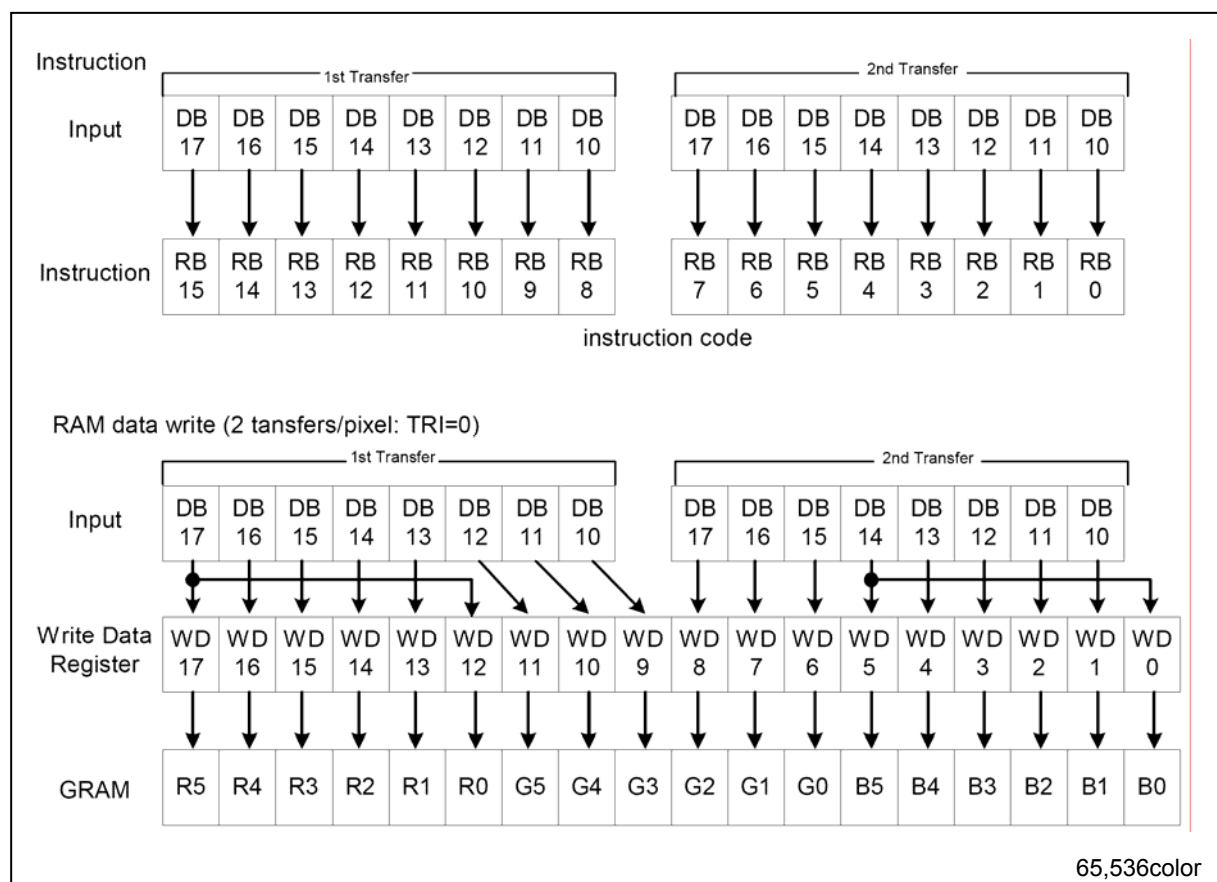 Instruction
1st Transfer 2nd Transfer
Input DB DB DB DB DB DB DB DB DB DB DB DB DB DB DB DB
17 16 15 14 13 12 11 10 17 16 15 14 13 12 11 10
Instruction RB RB RB RB RB RB RB RB RB RB RB RB RB RB RB RB
15 14 13 12 11 10 9 8 7 6 5 4 3 2 1 0
instruction code
RAM data write (2 tansfers/pixel: TRI=0)
1st Transfer 2nd Transfer
Input DB DB DB DB DB DB DB DB DB DB DB DB DB DB DB DB
17 16 15 14 13 12 11 10 17 16 15 14 13 12 11 10
Write Data WD WD WD WD WD WD WD WD WD WD WD WD WD WD WD WD WD WD
Register 17 16 15 14 13 12 11 10 9 8 7 6 5 4 3 2 1 0
GRAM R5 R4 R3 R2 R1 R0 G5 G4 G3 G2 G1 G0 B5 B4 B3 B2 B1 B0
65,536color